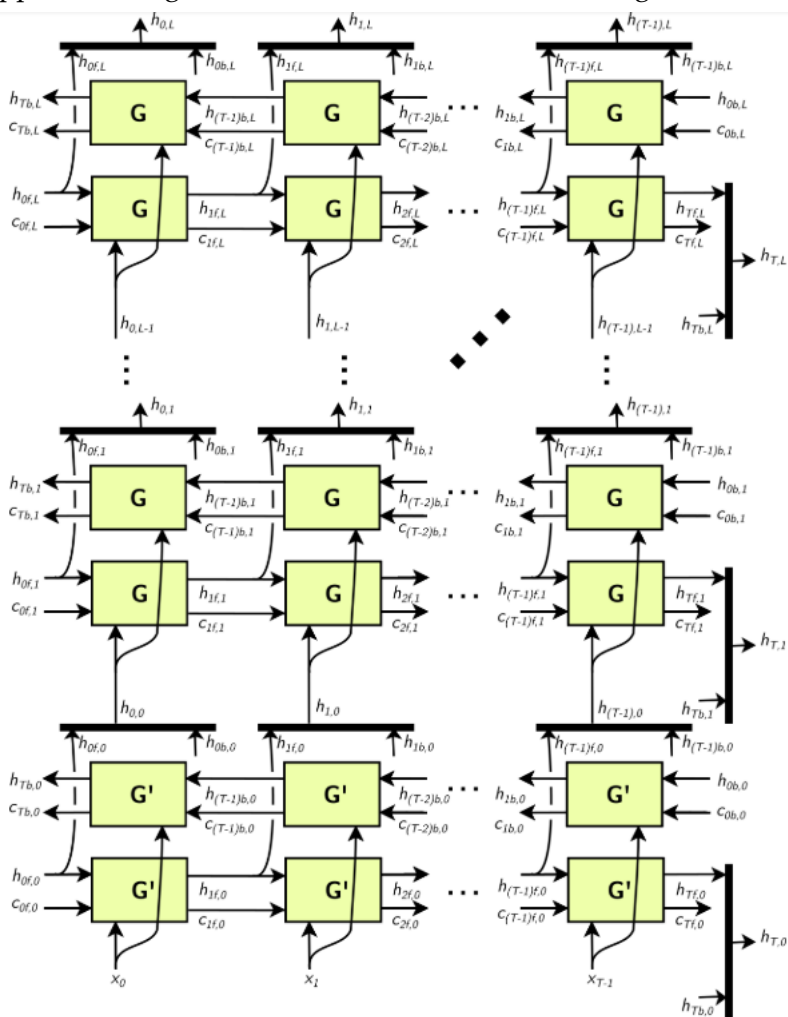 h0,L h1,L h(T-1),L
h0f,L h0b,L h1f,L h1b,L h(T-1)f,L h(T-1)b,L
hTb,L G h(T-1)b,L G h(T-2)b,L ... h1b,L G h0b,L
cTb,L c(T-1)b,L c(T-2)b,L c1b,L c0b,L
h0f,L G h1f,L G h2f,L ... h(T-1)f,L G hTf,L
c0f,L c1f,L c2f,L c(T-1)f,L cTf,L
hT,L
h0,L-1 h1,L-1 h(T-1),L-1 hTb,L
h0,1 h1,1 h(T-1),1
h0f,1 h0b,1 h1f,1 h1b,1 h(T-1)f,1 h(T-1)b,1
hTb,1 G h(T-1)b,1 G h(T-2)b,1 ... h1b,1 G h0b,1
cTb,1 c(T-1)b,1 c(T-2)b,1 c1b,1 c0b,1
h0f,1 G h1f,1 G h2f,1 ... h(T-1)f,1 G hTf,1
c0f,1 c1f,1 c2f,1 c(T-1)f,1 cTf,1
hT,1
h0,0 h1,0 h(T-1),0 hTb,1
h0f,0 h0b,0 h1f,0 h1b,0 h(T-1)f,0 h(T-1)b,0
hTb,0 G' h(T-1)b,0 G' h(T-2)b,0 ... h1b,0 G' h0b,0
cTb,0 c(T-1)b,0 c(T-2)b,0 c1b,0 c0b,0
h0f,0 G' h1f,0 G' h2f,0 ... h(T-1)f,0 G' hTf,0
c0f,0 c1f,0 c2f,0 c(T-1)f,0 cTf,0
hT,0
x0 x1 xT-1
hTb,0